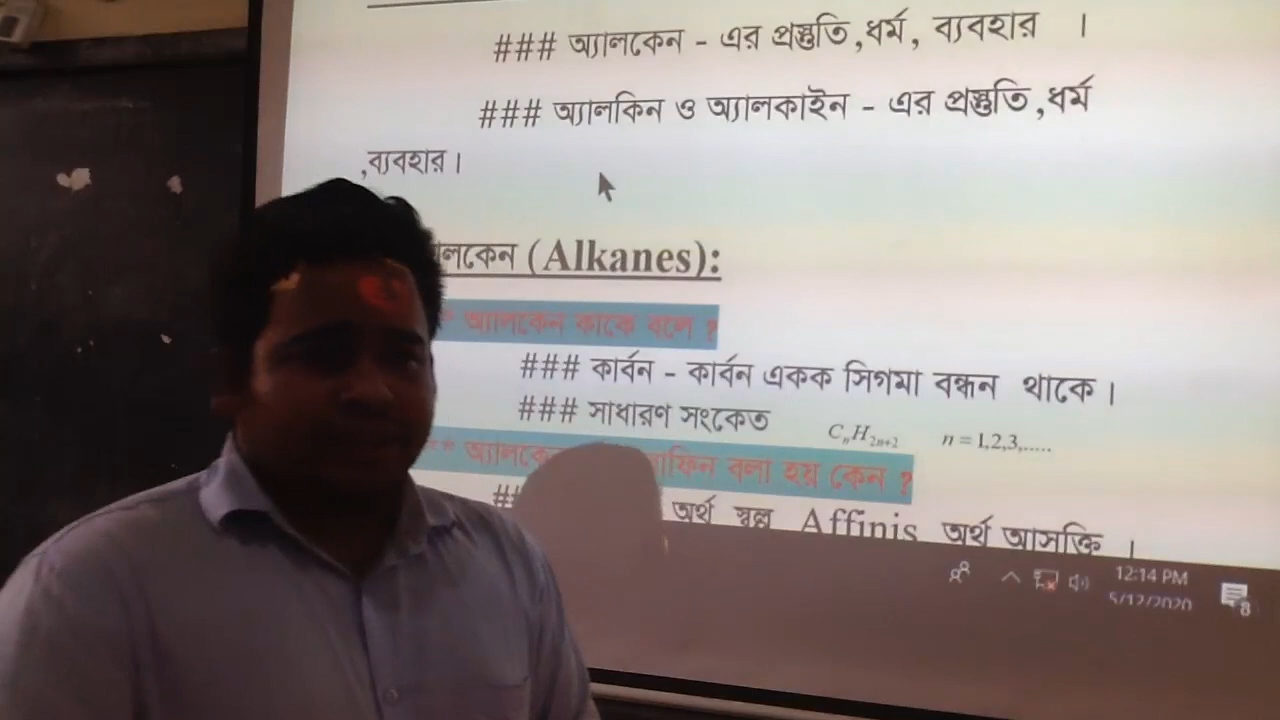 ### অ্যালকেন - এর প্রস্তুতি ,ধর্ম , ব্যবহার ।
### অ্যালকিন ও অ্যালকাইন - এর প্রস্তুতি ,ধর্ম
,ব্যবহার ।
লকেন (Alkanes):
* অ্যালকেন কাকে বলে ?
### কার্বন - কার্বন একক সিগমা বন্ধন থাকে ।
### সাধারণ সংকেত CnH2n+2 n = 1,2,3,.....
** অ্যালকে াফিন বলা হয় কেন ?
## অর্থ স্বল্প Affinis অর্থ আসক্তি ।
12:14 PM
5/12/2020
8